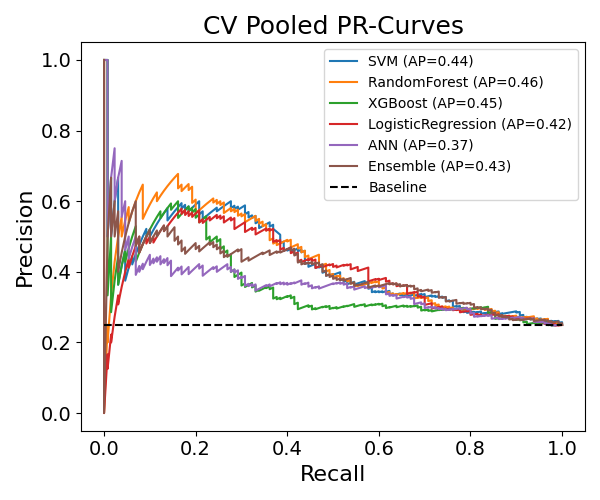 CV Pooled PR-Curves
SVM (AP=0.44)
RandomForest (AP=0.46)
XGBoost (AP=0.45)
LogisticRegression (AP=0.42)
ANN (AP=0.37)
Ensemble (AP=0.43)
Baseline
Precision
1.0
0.8
0.6
0.4
0.2
0.0
0.0 0.2 0.4 0.6 0.8 1.0
Recall